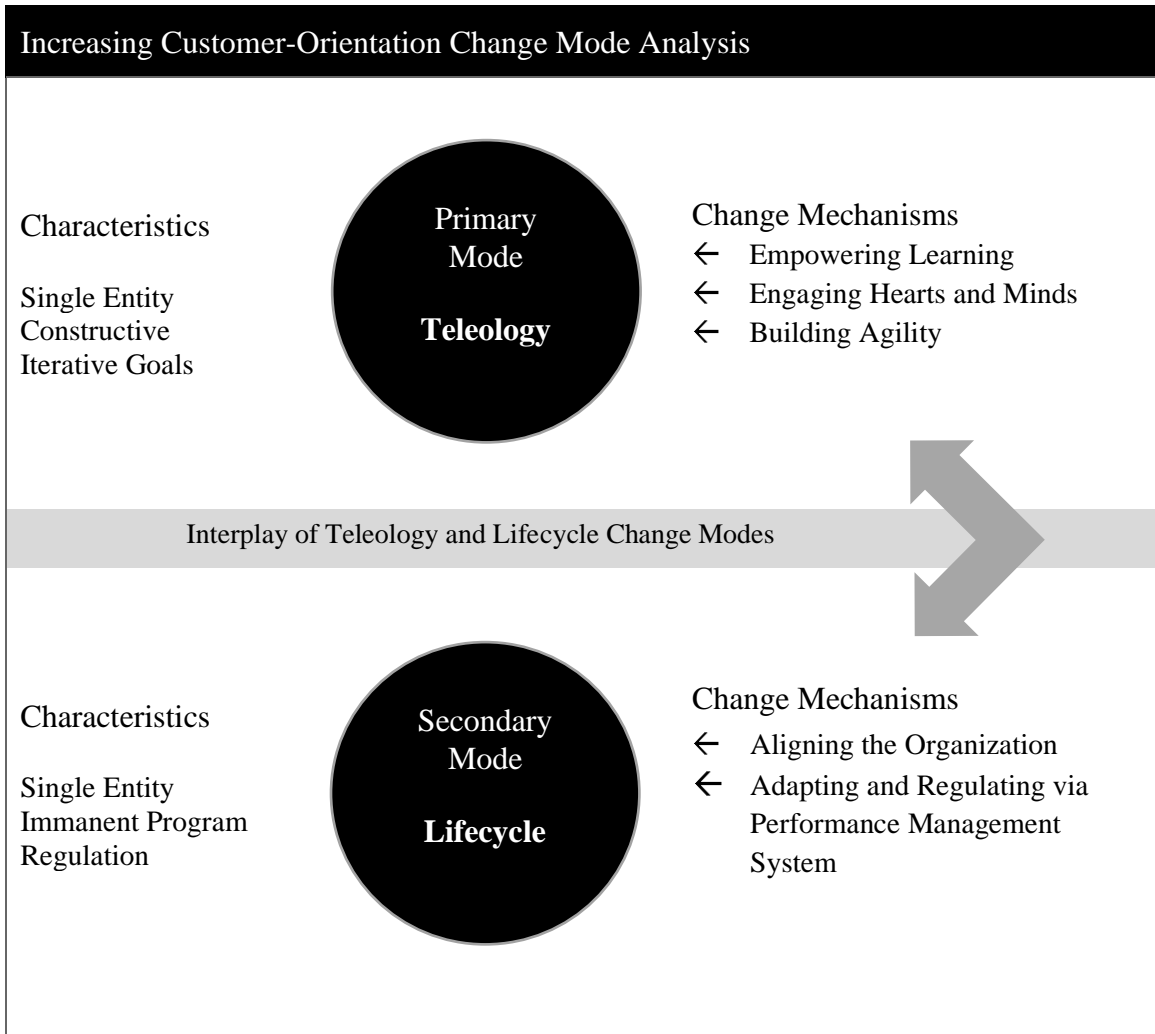 Increasing Customer-Orientation Change Mode Analysis
Characteristics
Single Entity
Constructive
Iterative Goals
Primary
Mode
Teleology
Change Mechanisms
← Empowering Learning
← Engaging Hearts and Minds
← Building Agility
Interplay of Teleology and Lifecycle Change Modes
Characteristics
Single Entity
Immanent Program
Regulation
Secondary
Mode
Lifecycle
Change Mechanisms
← Aligning the Organization
← Adapting and Regulating via
Performance Management
System